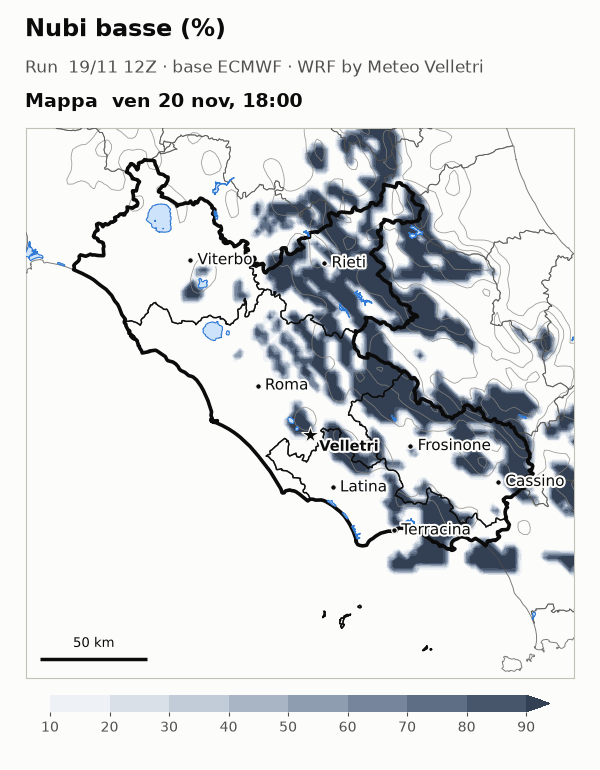 Nubi basse (%)
Run  19/11 12Z · base ECMWF · WRF by Meteo Velletri
Mappa  ven 20 nov, 18:00
Viterbo
Rieti
Roma
Velletri
Frosinone
Latina
Cassino
Terracina
50 km
10 20 30 40 50 60 70 80 90